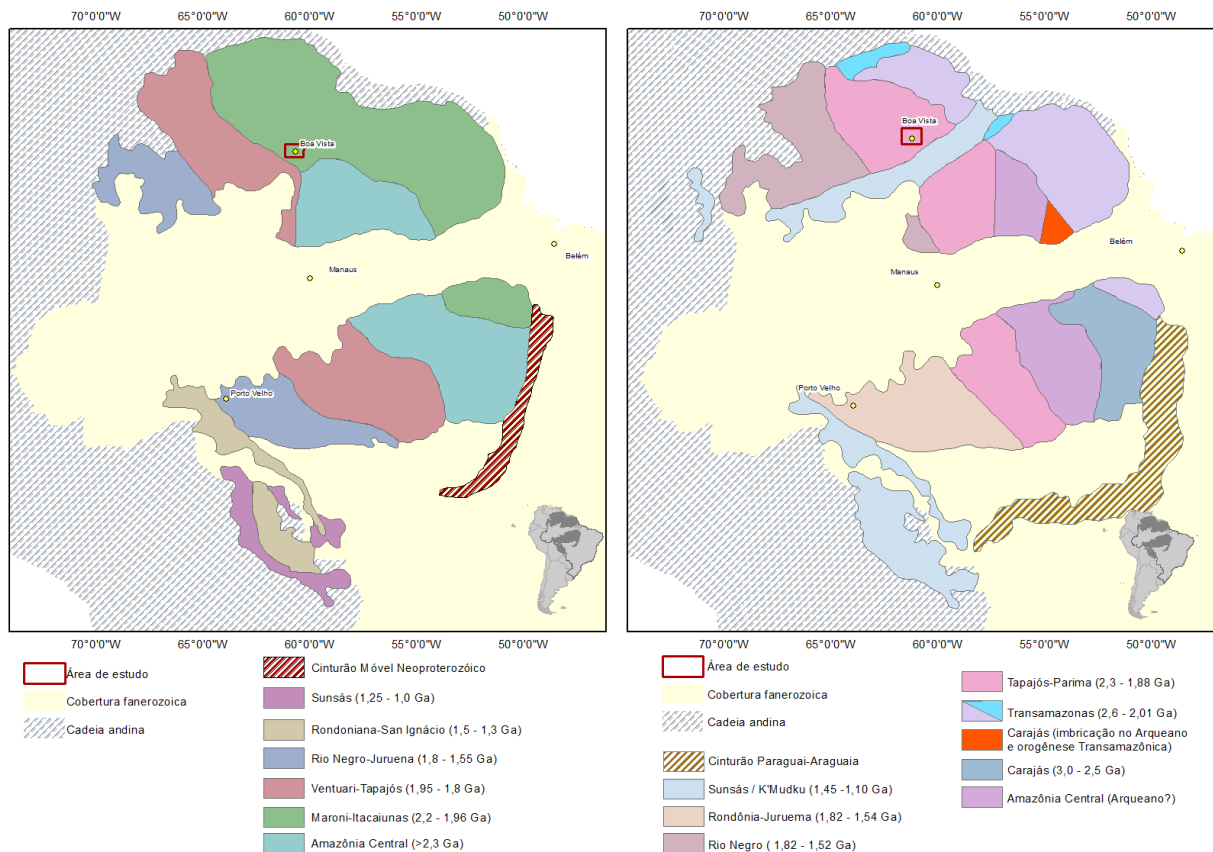 70°0'0"W 65°0'0"W 60°0'0"W 55°0'0"W 50°0'0"W
Boa Vista
Belém
Manaus
Porto Velho
70°0'0"W 65°0'0"W 60°0'0"W 55°0'0"W 50°0'0"W
Área de estudo
Cobertura fanerozoica
Cadeia andina
Cinturão Móvel Neoproterozóico
Sunsás (1,25 - 1,0 Ga)
Rondoniana-San Ignácio (1,5 - 1,3 Ga)
Rio Negro-Juruena (1,8 - 1,55 Ga)
Ventuari-Tapajós (1,95 - 1,8 Ga)
Maroni-Itacaiunas (2,2 - 1,96 Ga)
Amazônia Central (>2,3 Ga)
70°0'0"W 65°0'0"W 60°0'0"W 55°0'0"W 50°0'0"W
Boa Vista
Belém
Manaus
Porto Velho
70°0'0"W 65°0'0"W 60°0'0"W 55°0'0"W 50°0'0"W
Área de estudo
Cobertura fanerozoica
Cadeia andina
Cinturão Paraguai-Araguaia
Sunsás / K'Mudku (1,45 -1,10 Ga)
Rondônia-Juruema (1,82 - 1,54 Ga)
Rio Negro ( 1,82 - 1,52 Ga)
Tapajós-Parima (2,3 - 1,88 Ga)
Transamazonas (2,6 - 2,01 Ga)
Carajás (imbricação no Arqueano
e orogênese Transamazônica)
Carajás (3,0 - 2,5 Ga)
Amazônia Central (Arqueano?)